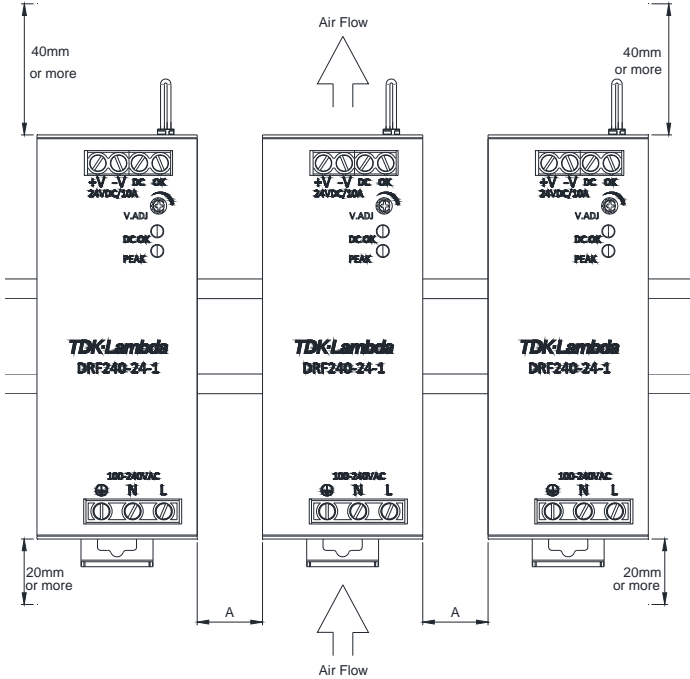 Air Flow
40mm
or more
40mm
or more
+V -V DC OK
24VDC/10A
V.ADJ
DC OK
PEAK
+V -V DC OK
24VDC/10A
V.ADJ
DC OK
PEAK
+V -V DC OK
24VDC/10A
V.ADJ
DC OK
PEAK
TDK·Lambda
DRF240-24-1
TDK·Lambda
DRF240-24-1
TDK·Lambda
DRF240-24-1
100-240VAC
N L
100-240VAC
N L
100-240VAC
N L
20mm
or more
20mm
or more
A
A
Air Flow